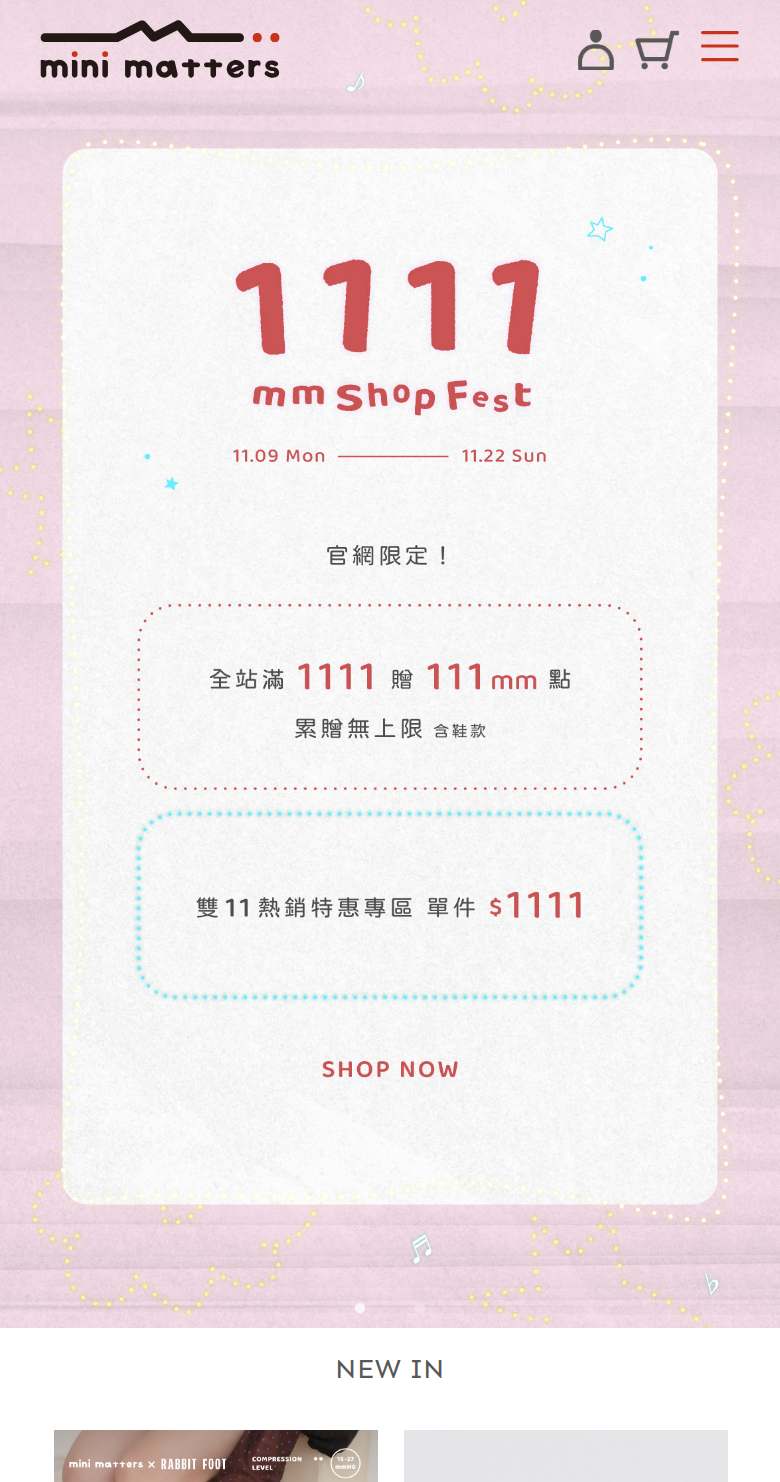 mini matters
1111
mm Shop Fest
11.09 Mon 11.22 Sun
官網限定！
全站滿 1111 贈 111 mm 點
累贈無上限 含鞋款
雙11熱銷特惠專區 單件 $1111
SHOP NOW
NEW IN
mini matters × RABBIT FOOT COMPRESSION LEVEL